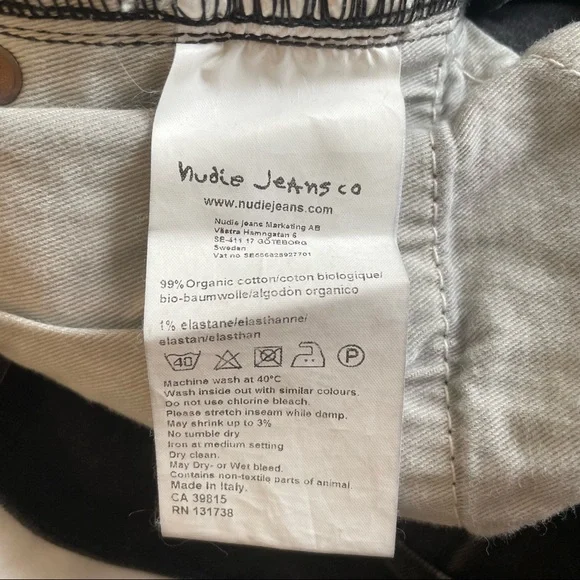 nudie jeans co
www.nudiejeans.com
Nudie Jeans Marketing AB
Västra Hamngatan 6
SE-411 17 GÖTEBORG
Sweden
Vat no SE556625927701
99% Organic cotton/coton biologique/
bio-baumwolle/algodòn organico
1% elastane/elasthanne/
elastan/elasthan
40 P
Machine wash at 40°C
Wash inside out with similar colours.
Do not use chlorine bleach.
Please stretch inseam while damp.
May shrink up to 3%
No tumble dry
Iron at medium setting
Dry clean.
May Dry- or Wet bleed.
Contains non-textile parts of animal
Made in Italy.
CA 39815
RN 131738